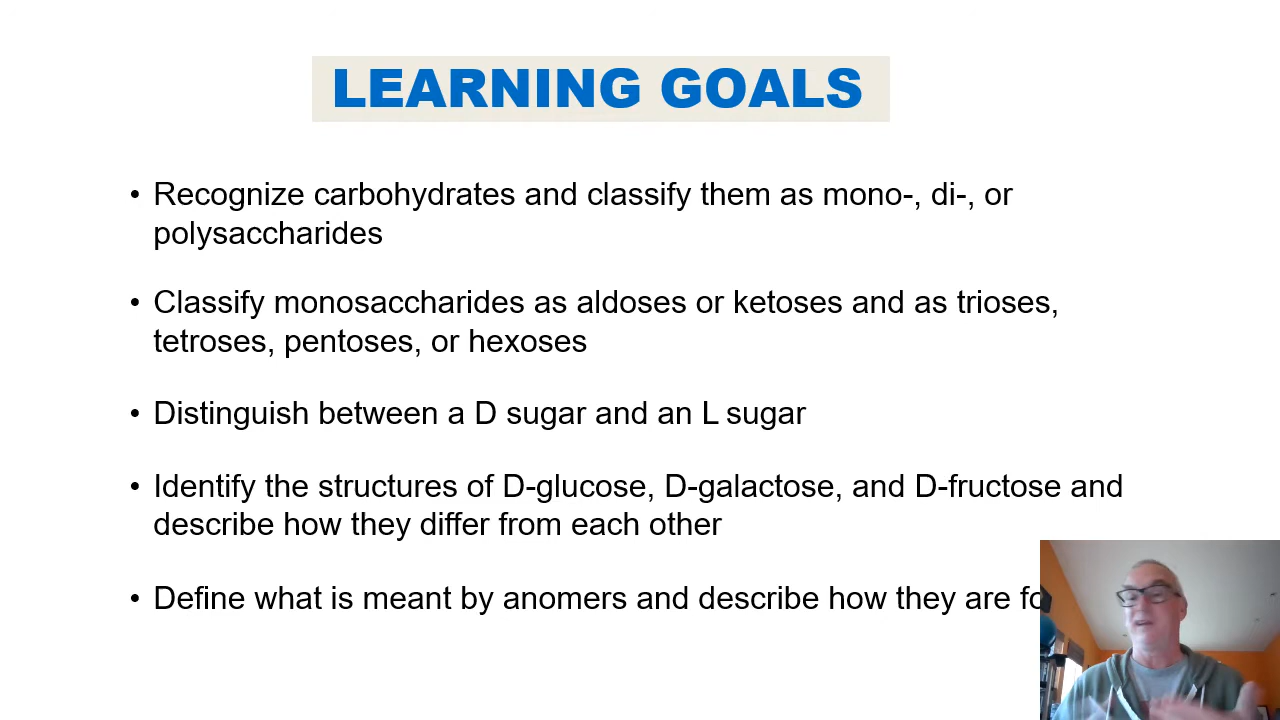 LEARNING GOALS
• Recognize carbohydrates and classify them as mono-, di-, or
polysaccharides
• Classify monosaccharides as aldoses or ketoses and as trioses,
tetroses, pentoses, or hexoses
• Distinguish between a D sugar and an L sugar
• Identify the structures of D-glucose, D-galactose, and D-fructose and
describe how they differ from each other
• Define what is meant by anomers and describe how they are